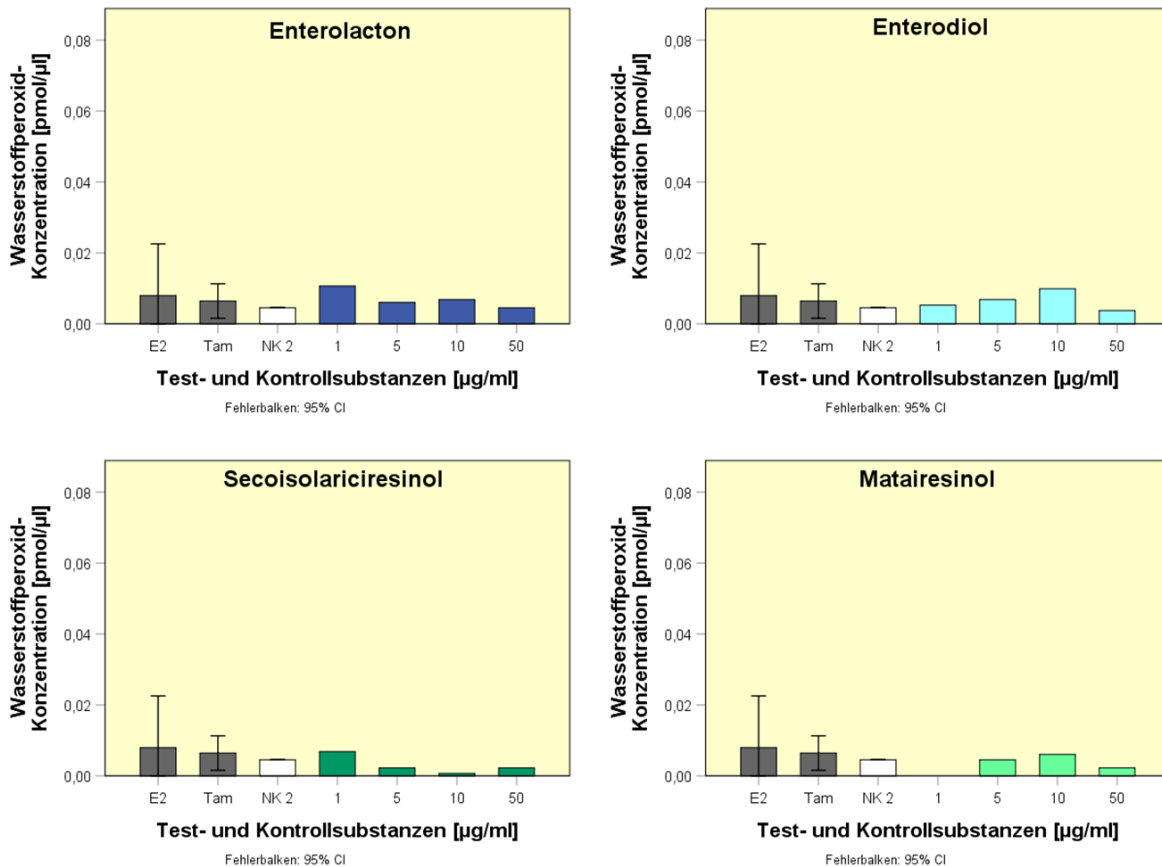 Enterolacton
Wasserstoffperoxid-
Konzentration [pmol/µl]
0,08
0,06
0,04
0,02
0,00
E2 Tam NK 2 1 5 10 50
Test- und Kontrollsubstanzen [µg/ml]
Fehlerbalken: 95% CI
Enterodiol
Wasserstoffperoxid-
Konzentration [pmol/µl]
0,08
0,06
0,04
0,02
0,00
E2 Tam NK 2 1 5 10 50
Test- und Kontrollsubstanzen [µg/ml]
Fehlerbalken: 95% CI
Secoisolariciresinol
Wasserstoffperoxid-
Konzentration [pmol/µl]
0,08
0,06
0,04
0,02
0,00
E2 Tam NK 2 1 5 10 50
Test- und Kontrollsubstanzen [µg/ml]
Fehlerbalken: 95% CI
Matairesinol
Wasserstoffperoxid-
Konzentration [pmol/µl]
0,08
0,06
0,04
0,02
0,00
E2 Tam NK 2 1 5 10 50
Test- und Kontrollsubstanzen [µg/ml]
Fehlerbalken: 95% CI